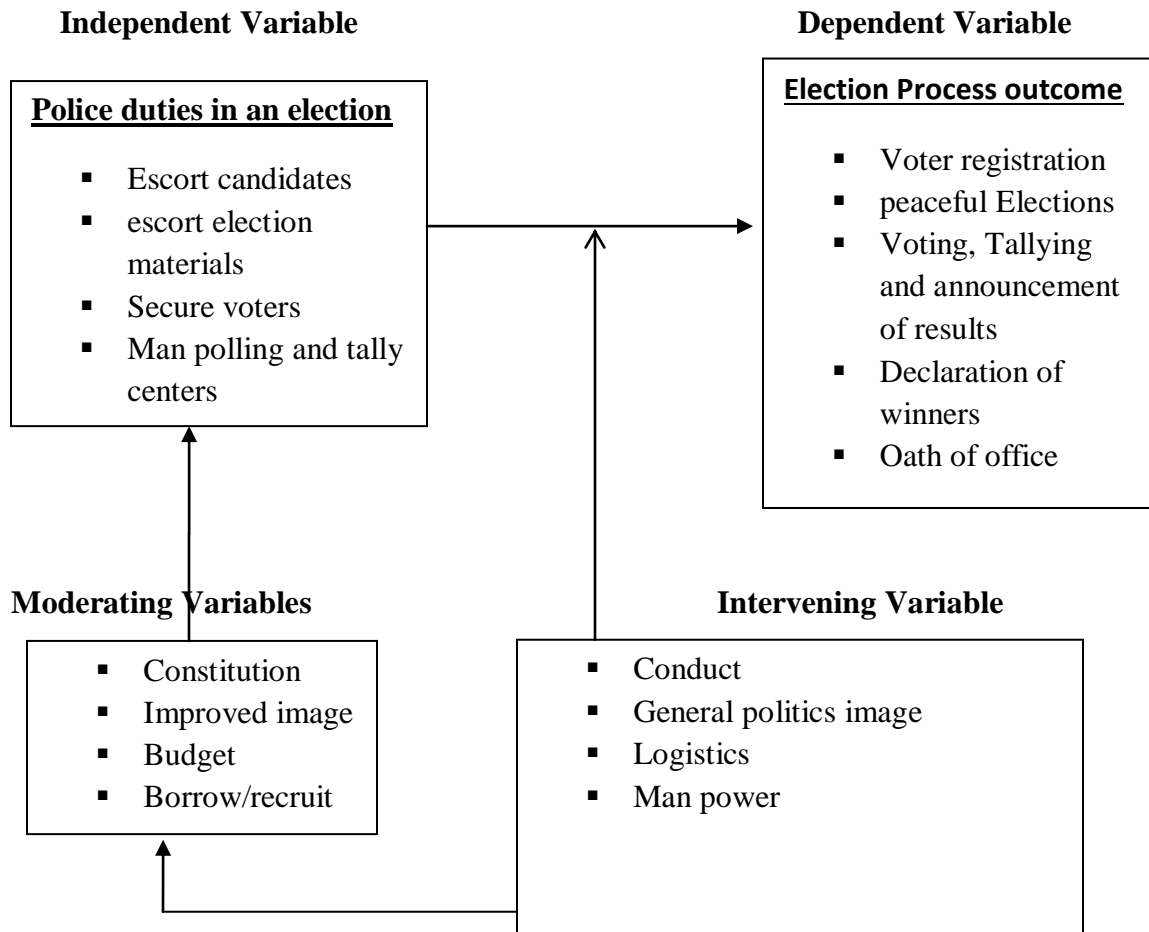 Independent Variable
Dependent Variable
Police duties in an election
▪ Escort candidates
▪ escort election
materials
▪ Secure voters
▪ Man polling and tally
centers
Election Process outcome
▪ Voter registration
▪ peaceful Elections
▪ Voting, Tallying
and announcement
of results
▪ Declaration of
winners
▪ Oath of office
Moderating Variables
Intervening Variable
▪ Constitution
▪ Improved image
▪ Budget
▪ Borrow/recruit
▪ Conduct
▪ General politics image
▪ Logistics
▪ Man power